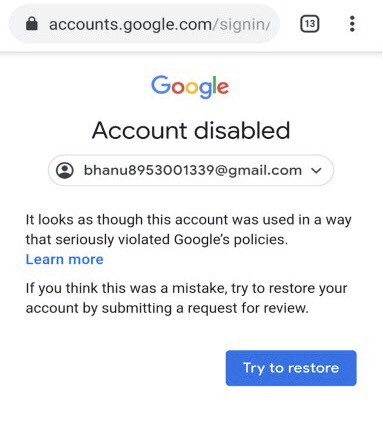 accounts.google.com/signin/
13
Google
Account disabled
bhanu8953001339@gmail.com
It looks as though this account was used in a way
that seriously violated Google's policies.
Learn more
If you think this was a mistake, try to restore your
account by submitting a request for review.
Try to restore